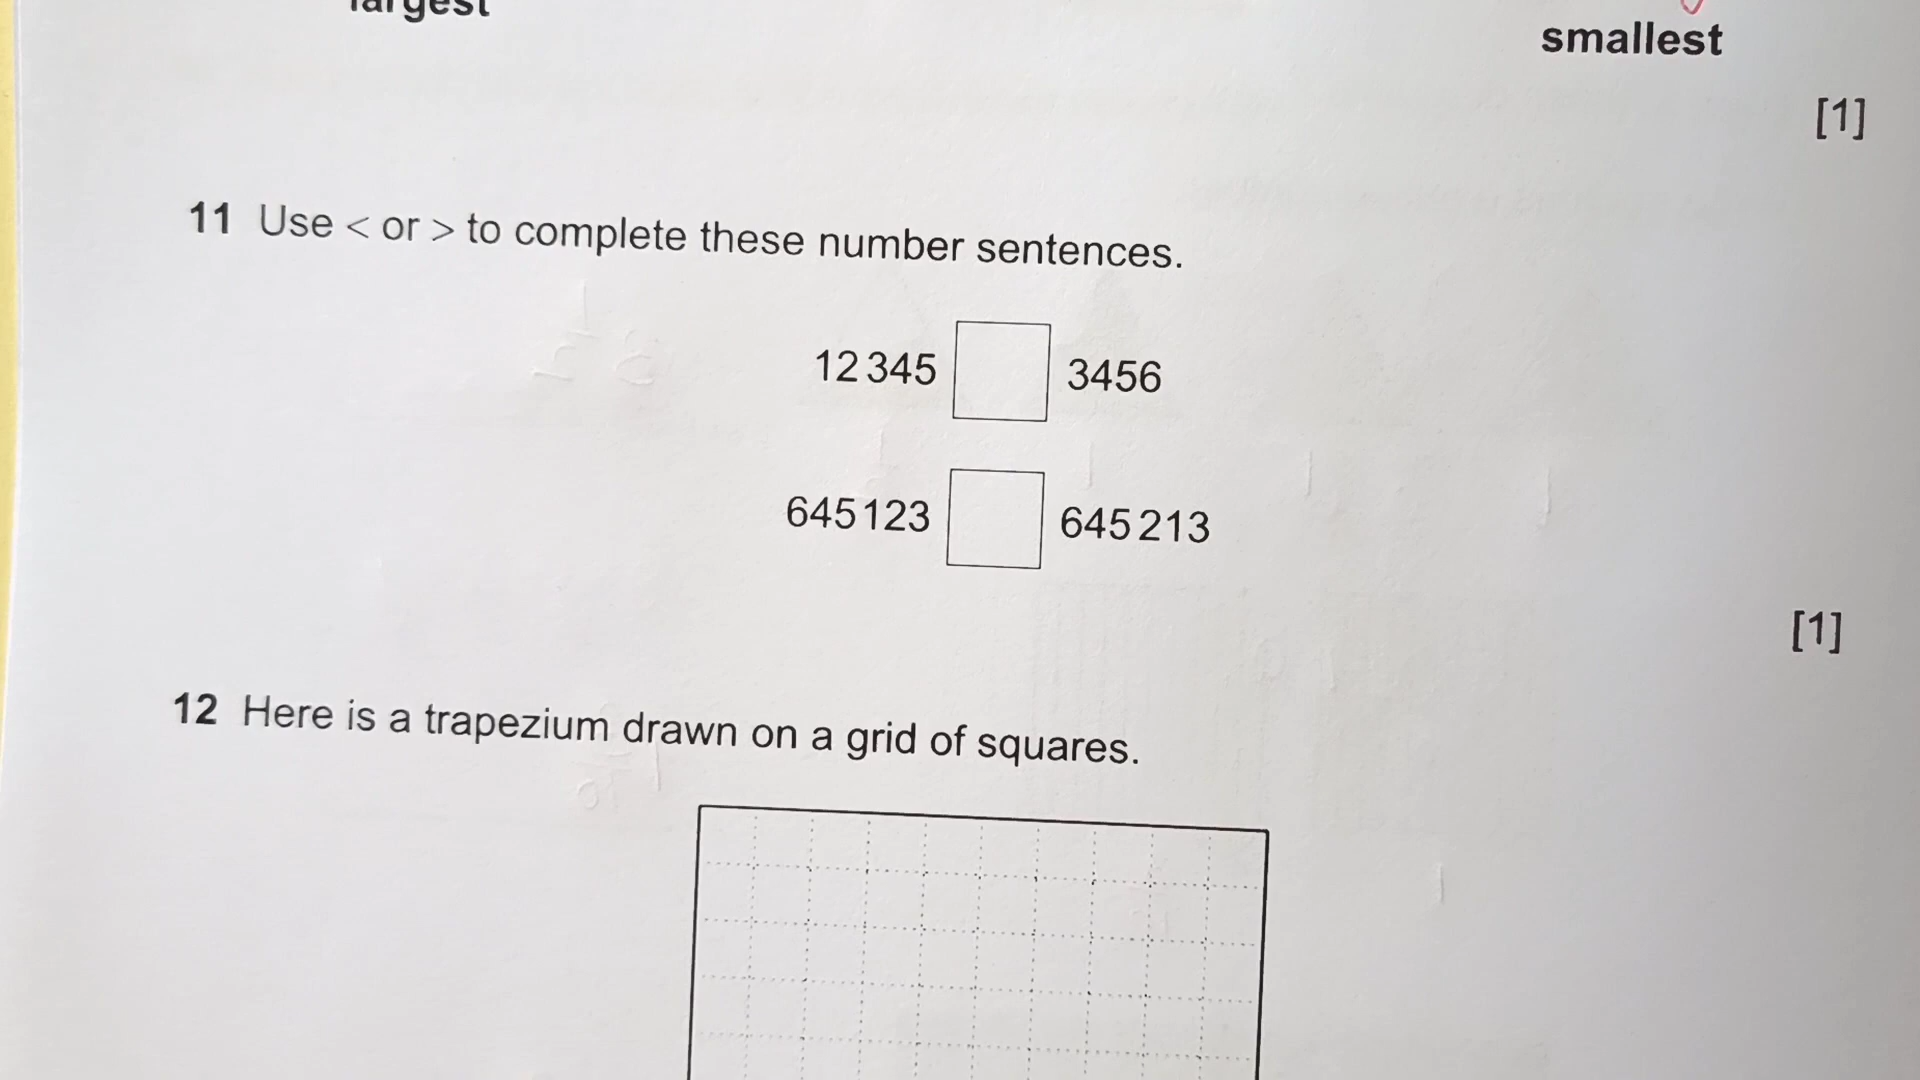 largest
smallest
[1]
11 Use < or > to complete these number sentences.
12 345 3456
645 123 645 213
[1]
12 Here is a trapezium drawn on a grid of squares.